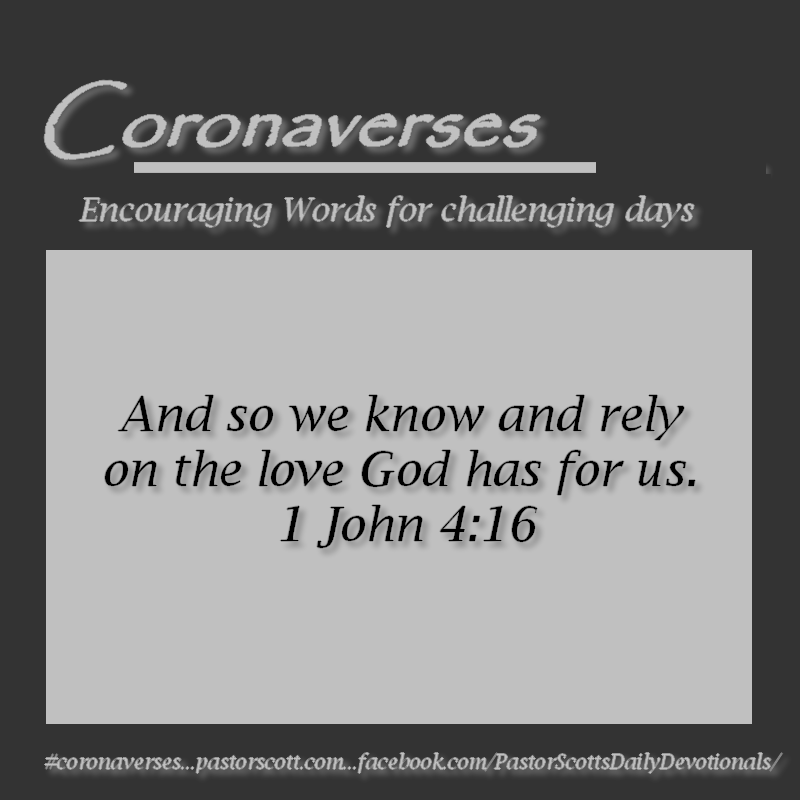 Coronaverses
Encouraging Words for challenging days
And so we know and rely
on the love God has for us.
1 John 4:16
#coronaverses...pastorscott.com...facebook.com/PastorScottsDailyDevotionals/